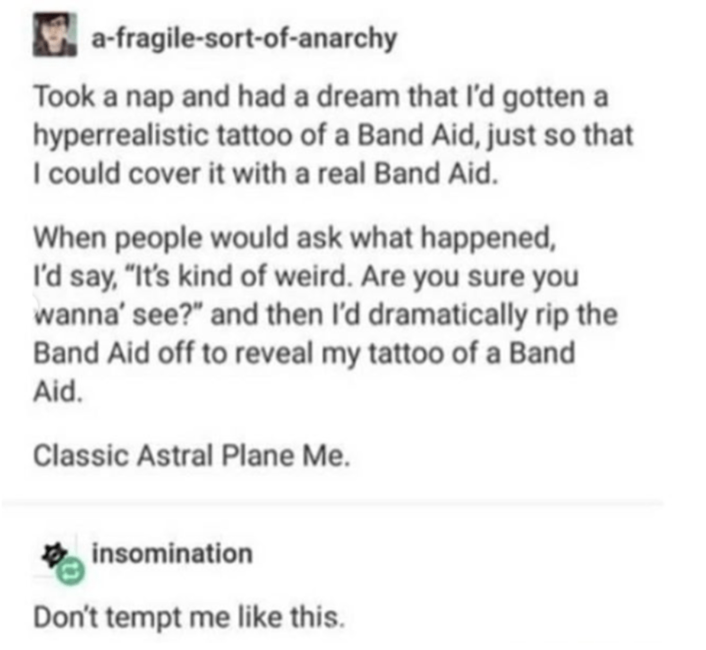 a-fragile-sort-of-anarchy
Took a nap and had a dream that I'd gotten a
hyperrealistic tattoo of a Band Aid, just so that
I could cover it with a real Band Aid.
When people would ask what happened,
I'd say, "It's kind of weird. Are you sure you
wanna' see?" and then I'd dramatically rip the
Band Aid off to reveal my tattoo of a Band
Aid.
Classic Astral Plane Me.
insomination
Don't tempt me like this.